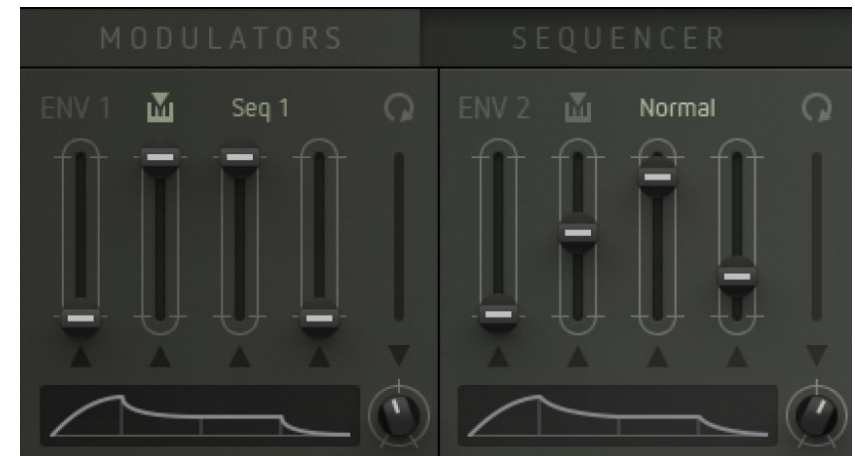 MODULATORS SEQUENCER
ENV 1 Seq 1 ENV 2 Normal